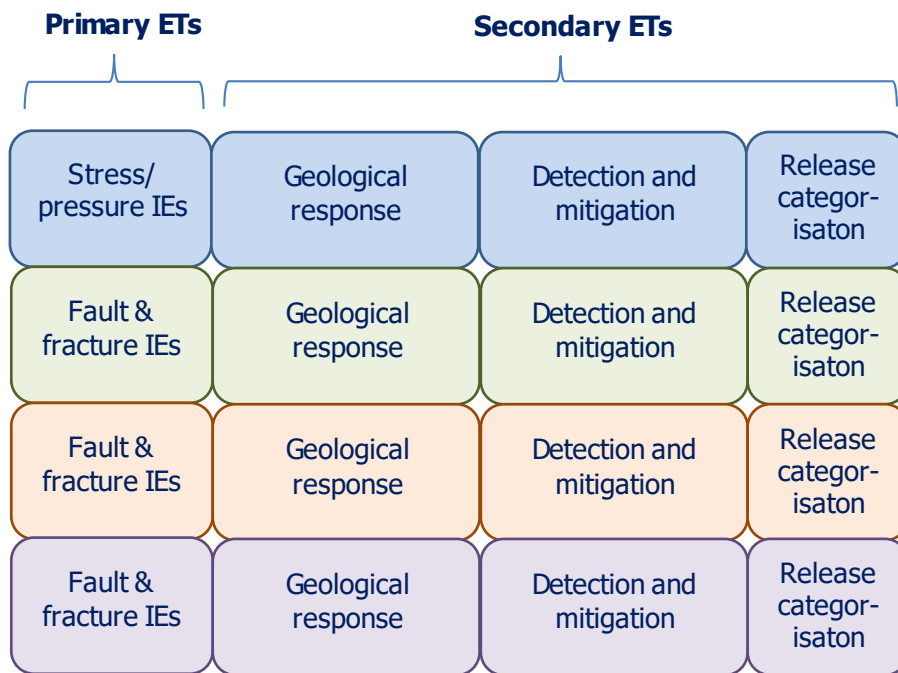 Primary ETs
Secondary ETs
Stress/
pressure IEs
Geological
response
Detection and
mitigation
Release
categor-
isaton
Fault &
fracture IEs
Geological
response
Detection and
mitigation
Release
categor-
isaton
Fault &
fracture IEs
Geological
response
Detection and
mitigation
Release
categor-
isaton
Fault &
fracture IEs
Geological
response
Detection and
mitigation
Release
categor-
isaton